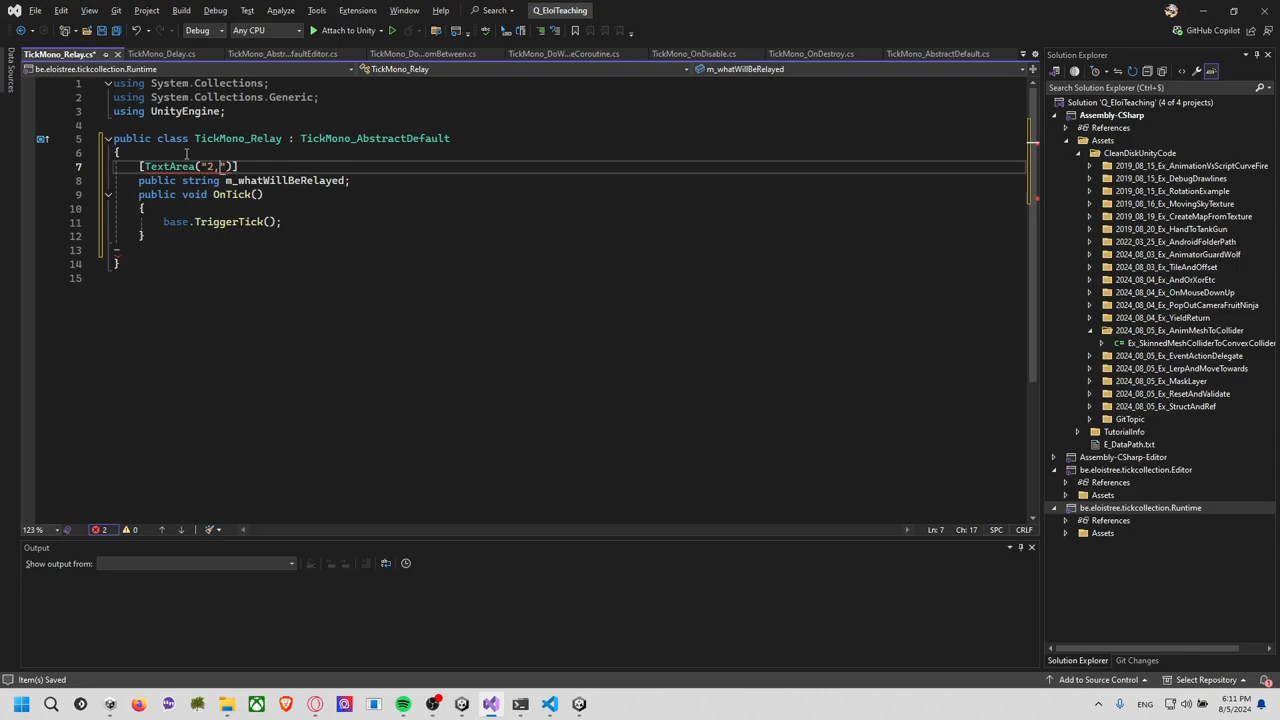 File Edit View Git Project Build Debug Test Analyze Tools Extensions Window Help Search Q_EloiTeaching
Any CPU Attach to Unity GitHub Copilot
Data Sources
TickMono_Relay.cs* TickMono_Delay.cs TickMono_Abstr...faultEditor.cs TickMono_Do...omBetween.cs TickMono_DoW...eCoroutine.cs TickMono_OnDisable.cs TickMono_OnDestroy.cs TickMono_AbstractDefault.cs
be.eloistree.tickcollection.Runtime TickMono_Relay m_whatWillBeRelayed
1 using System.Collections;
2 using System.Collections.Generic;
3 using UnityEngine;
4
5 public class TickMono_Relay : TickMono_AbstractDefault
6 {
7 [TextArea("2,")]
8 public string m_whatWillBeRelayed;
9 public void OnTick()
10 {
11 base.TriggerTick();
12 }
13
14 }
15
123 % 2 0 Ln: 7 Ch: 17 SPC CRLF
Output
Show output from:
Solution Explorer
Search Solution Explorer (Ctrl+$)
Solution 'Q_EloiTeaching' (4 of 4 projects)
Assembly-CSharp
References
Assets
CleanDiskUnityCode
2019_08_15_Ex_AnimationVsScriptCurveFire
2019_08_15_Ex_DebugDrawlines
2019_08_15_Ex_RotationExample
2019_08_15_Ex_MovingSkyTexture
2019_08_16_Ex_CreateMapFromTexture
2019_08_29_Ex_HandToTankGun
2022_03_25_Ex_AndroidFolderPath
2024_08_03_Ex_AnimatorGuardWolf
2024_08_03_Ex_TileAndOffset
2024_08_04_Ex_AndOrXorEtc
2024_08_04_Ex_OnMouseDownUp
2024_08_04_Ex_PopOutCameraFruitNinja
2024_08_04_Ex_YieldReturn
2024_08_05_Ex_AnimMeshToCollider
C# Ex_SkinnedMeshColliderToConvexCollider
2024_08_05_Ex_EventActionDelegate
2024_08_05_Ex_LerpAndMoveTowards
2024_08_05_Ex_MaskLayer
2024_08_05_Ex_ResetAndValidate
2024_08_05_Ex_StructAndRef
GitTopic
TutorialInfo
E_DataPath.txt
Assembly-CSharp-Editor
be.eloistree.tickcollection.Editor
References
Assets
be.eloistree.tickcollection.Runtime
References
Assets
Solution Explorer Git Changes
Item(s) Saved Add to Source Control Select Repository
ENG 6:11 PM
8/5/2024